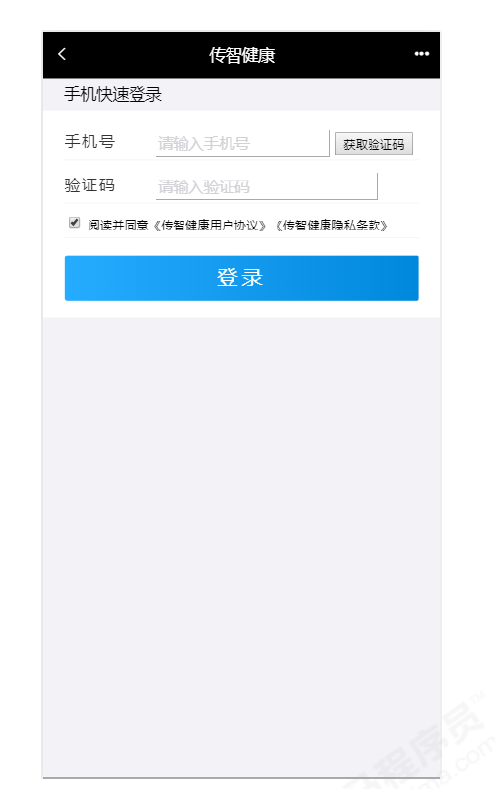 传智健康
手机快速登录
手机号 请输入手机号 获取验证码
验证码 请输入验证码
阅读并同意《传智健康用户协议》《传智健康隐私条款》
登录
程序员